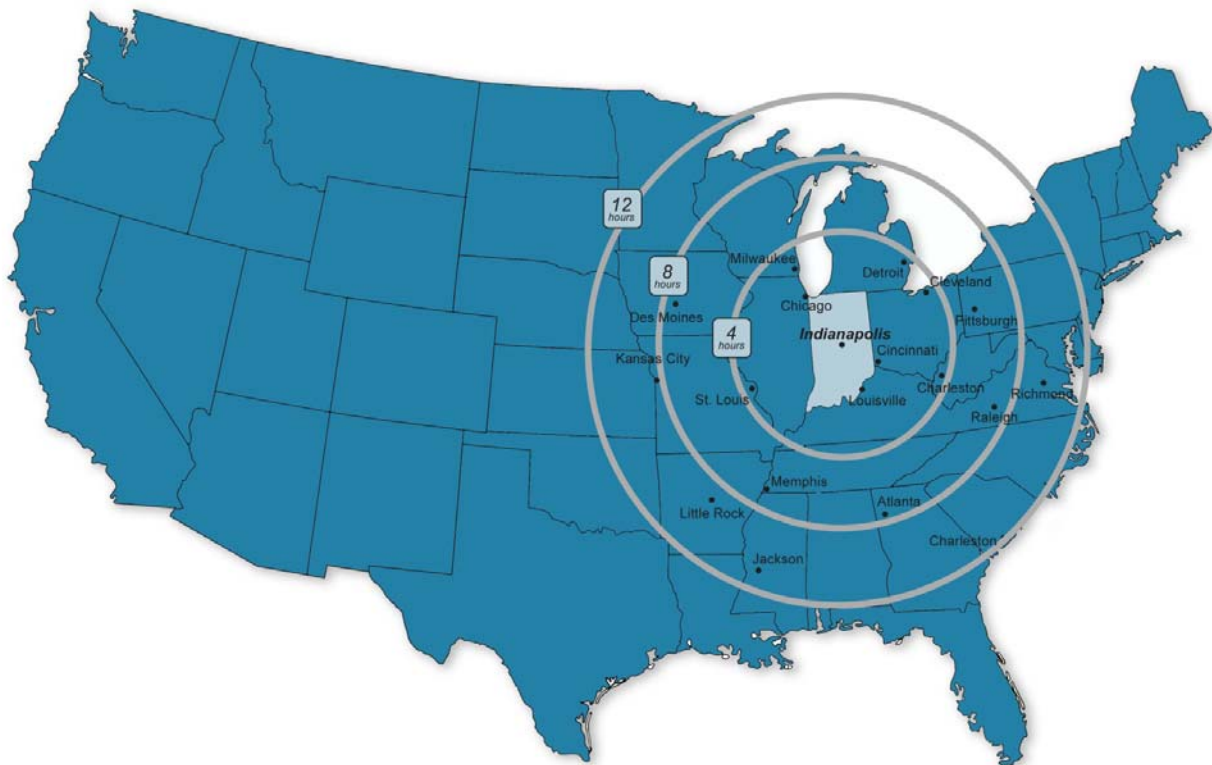 12
hours
8
hours
Milwaukee
Detroit
Cleveland
Chicago
Des Moines
Pittsburgh
4
hours
Indianapolis
Cincinnati
Kansas City
Charleston
Richmond
St. Louis
Louisville
Raleigh
Memphis
Atlanta
Little Rock
Charleston
Jackson